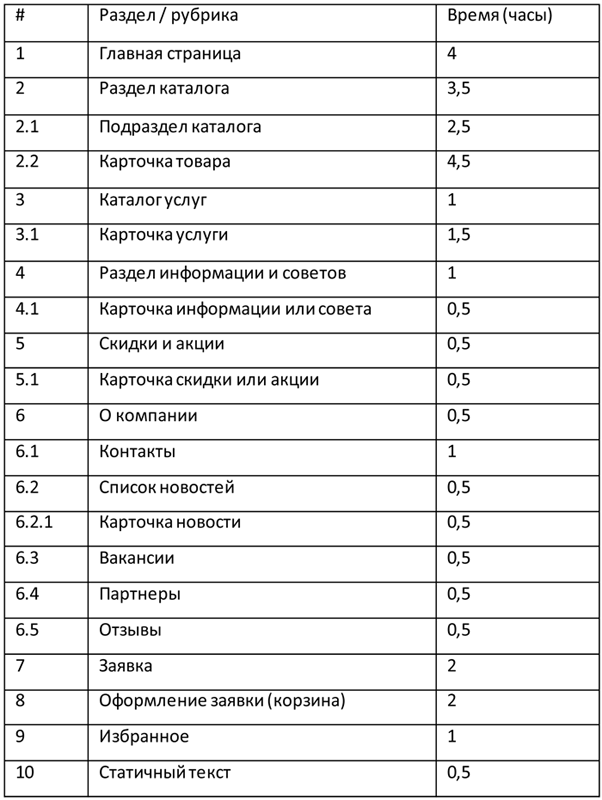 # Раздел / рубрика Время (часы)
1 Главная страница 4
2 Раздел каталога 3,5
2.1 Подраздел каталога 2,5
2.2 Карточка товара 4,5
3 Каталог услуг 1
3.1 Карточка услуги 1,5
4 Раздел информации и советов 1
4.1 Карточка информации или совета 0,5
5 Скидки и акции 0,5
5.1 Карточка скидки или акции 0,5
6 О компании 0,5
6.1 Контакты 1
6.2 Список новостей 0,5
6.2.1 Карточка новости 0,5
6.3 Вакансии 0,5
6.4 Партнеры 0,5
6.5 Отзывы 0,5
7 Заявка 2
8 Оформление заявки (корзина) 2
9 Избранное 1
10 Статичный текст 0,5